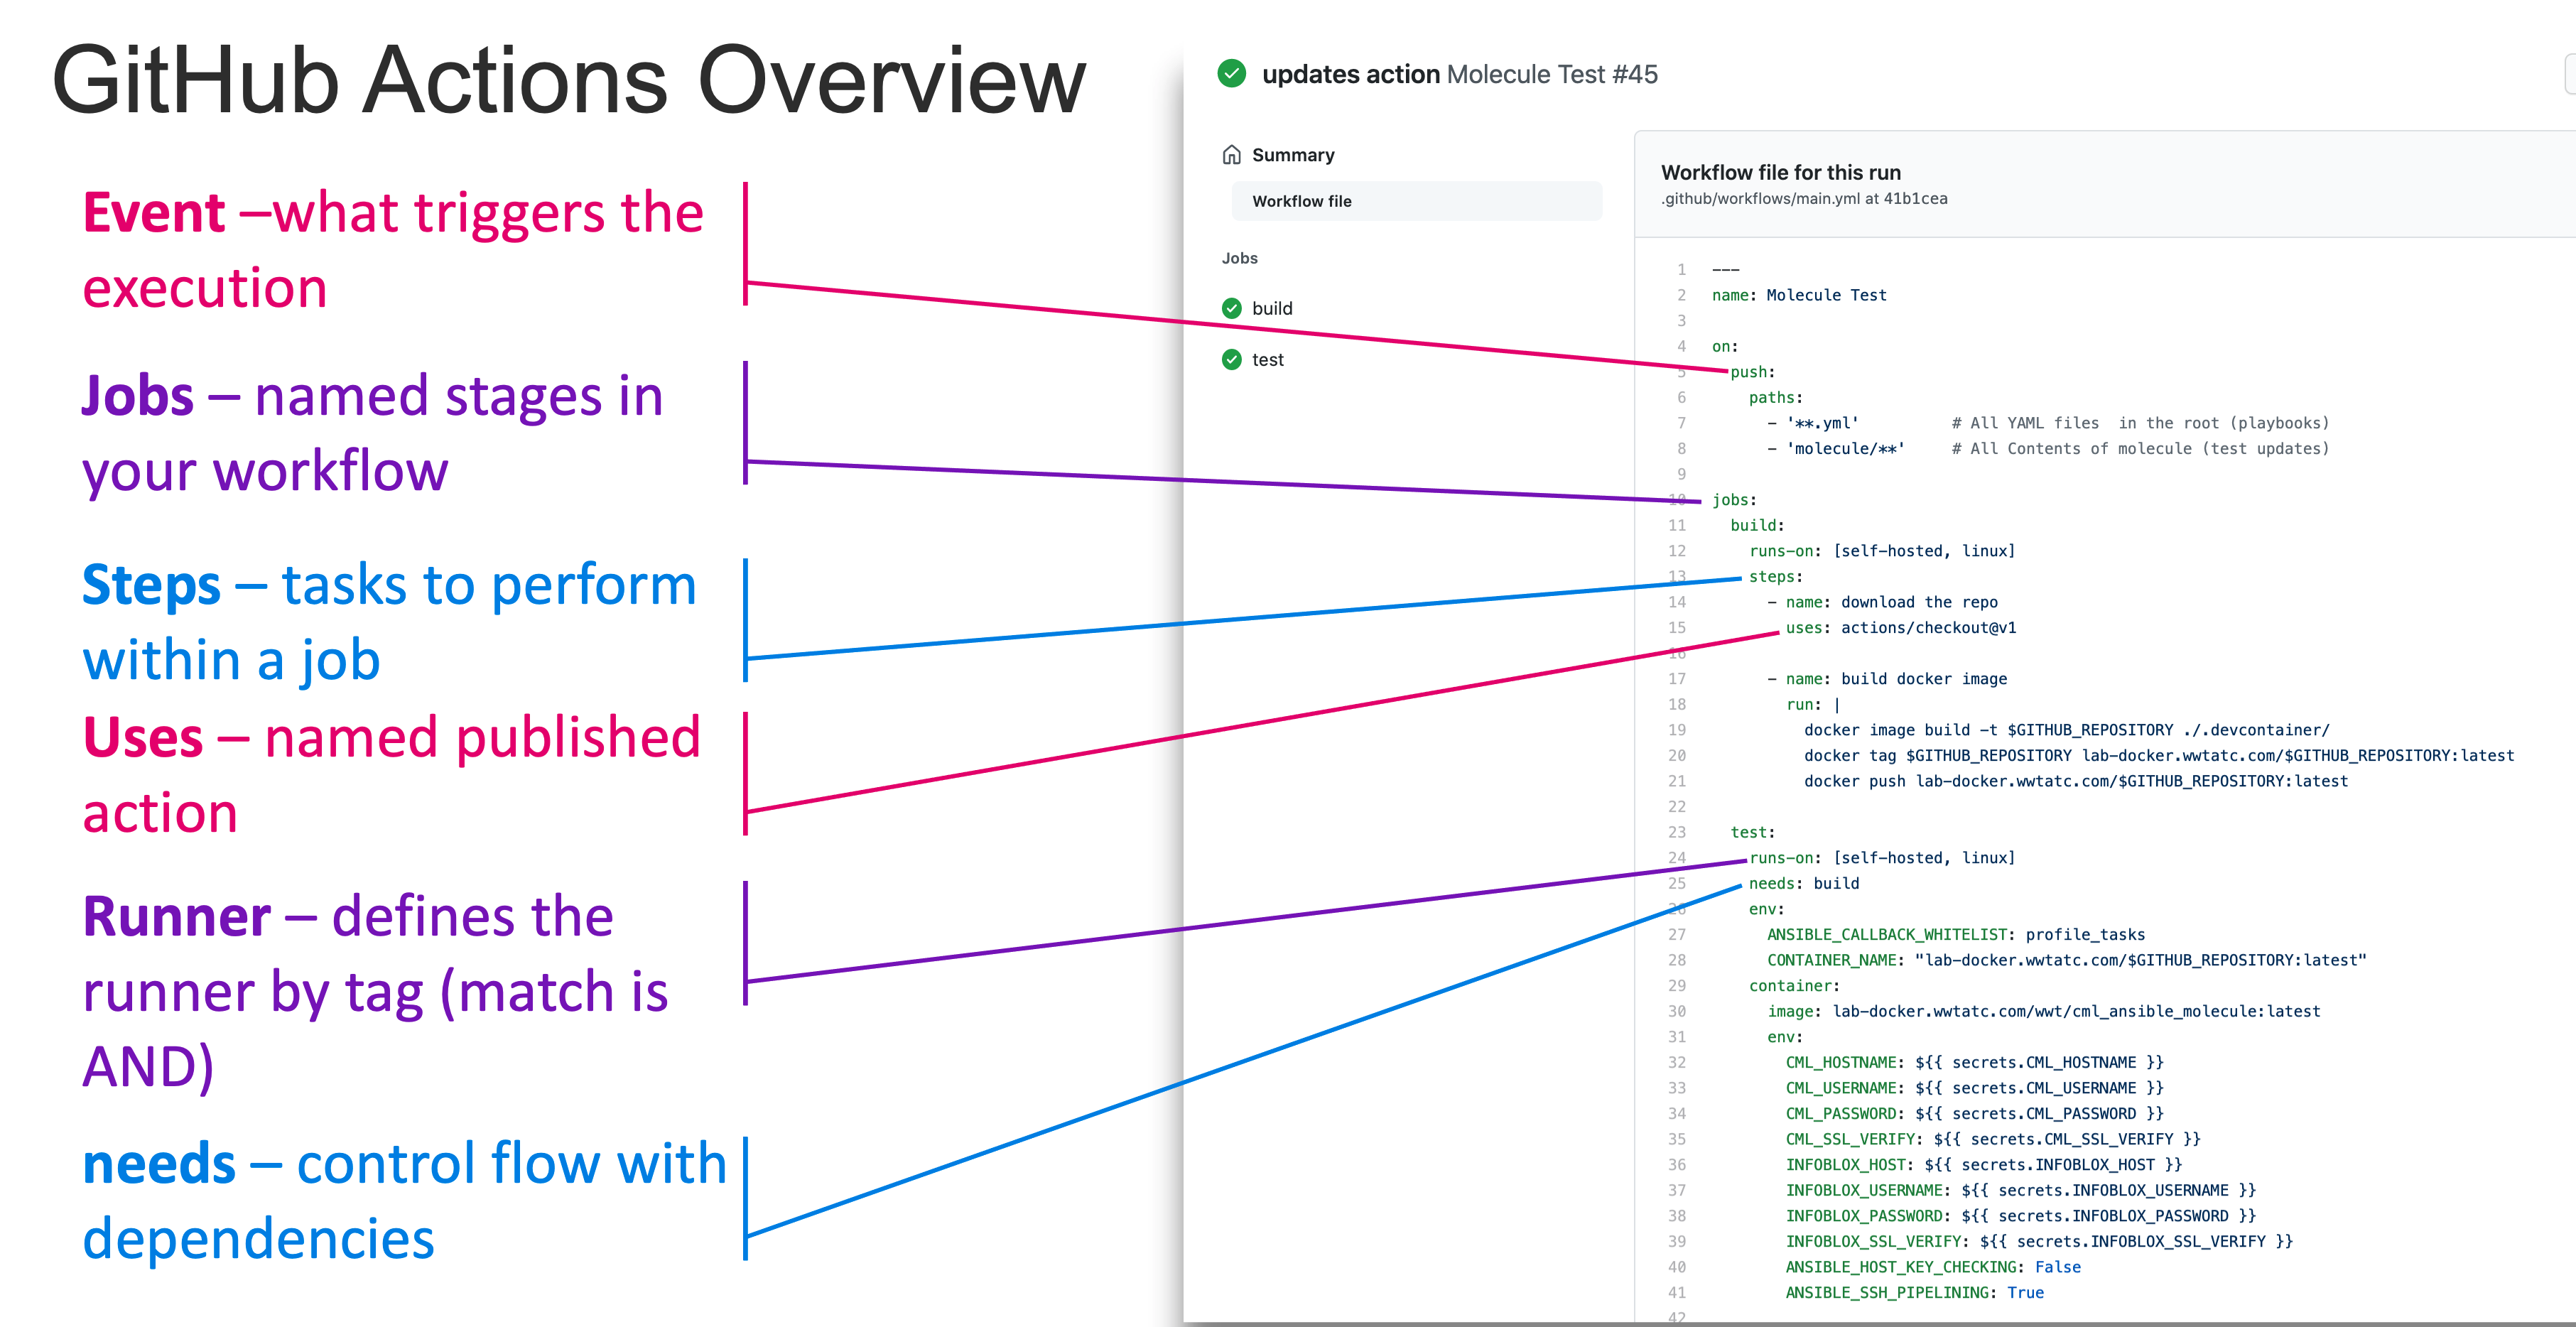 GitHub Actions Overview
Event –what triggers the
execution
Jobs – named stages in
your workflow
Steps – tasks to perform
within a job
Uses – named published
action
Runner – defines the
runner by tag (match is
AND)
needs – control flow with
dependencies
updates action Molecule Test #45
Summary
Workflow file
Jobs
build
test
Workflow file for this run
.github/workflows/main.yml at 41b1cea
1 ---
2 name: Molecule Test
3
4 on:
5   push:
6     paths:
7       - '**.yml'          # All YAML files  in the root (playbooks)
8       - 'molecule/**'     # All Contents of molecule (test updates)
9
10 jobs:
11   build:
12     runs-on: [self-hosted, linux]
13     steps:
14       - name: download the repo
15         uses: actions/checkout@v1
16
17       - name: build docker image
18         run: |
19           docker image build -t $GITHUB_REPOSITORY ./.devcontainer/
20           docker tag $GITHUB_REPOSITORY lab-docker.wwtatc.com/$GITHUB_REPOSITORY:latest
21           docker push lab-docker.wwtatc.com/$GITHUB_REPOSITORY:latest
22
23   test:
24     runs-on: [self-hosted, linux]
25     needs: build
26     env:
27       ANSIBLE_CALLBACK_WHITELIST: profile_tasks
28       CONTAINER_NAME: "lab-docker.wwtatc.com/$GITHUB_REPOSITORY:latest"
29     container:
30       image: lab-docker.wwtatc.com/wwt/cml_ansible_molecule:latest
31       env:
32         CML_HOSTNAME: ${{ secrets.CML_HOSTNAME }}
33         CML_USERNAME: ${{ secrets.CML_USERNAME }}
34         CML_PASSWORD: ${{ secrets.CML_PASSWORD }}
35         CML_SSL_VERIFY: ${{ secrets.CML_SSL_VERIFY }}
36         INFOBLOX_HOST: ${{ secrets.INFOBLOX_HOST }}
37         INFOBLOX_USERNAME: ${{ secrets.INFOBLOX_USERNAME }}
38         INFOBLOX_PASSWORD: ${{ secrets.INFOBLOX_PASSWORD }}
39         INFOBLOX_SSL_VERIFY: ${{ secrets.INFOBLOX_SSL_VERIFY }}
40         ANSIBLE_HOST_KEY_CHECKING: False
41         ANSIBLE_SSH_PIPELINING: True
42